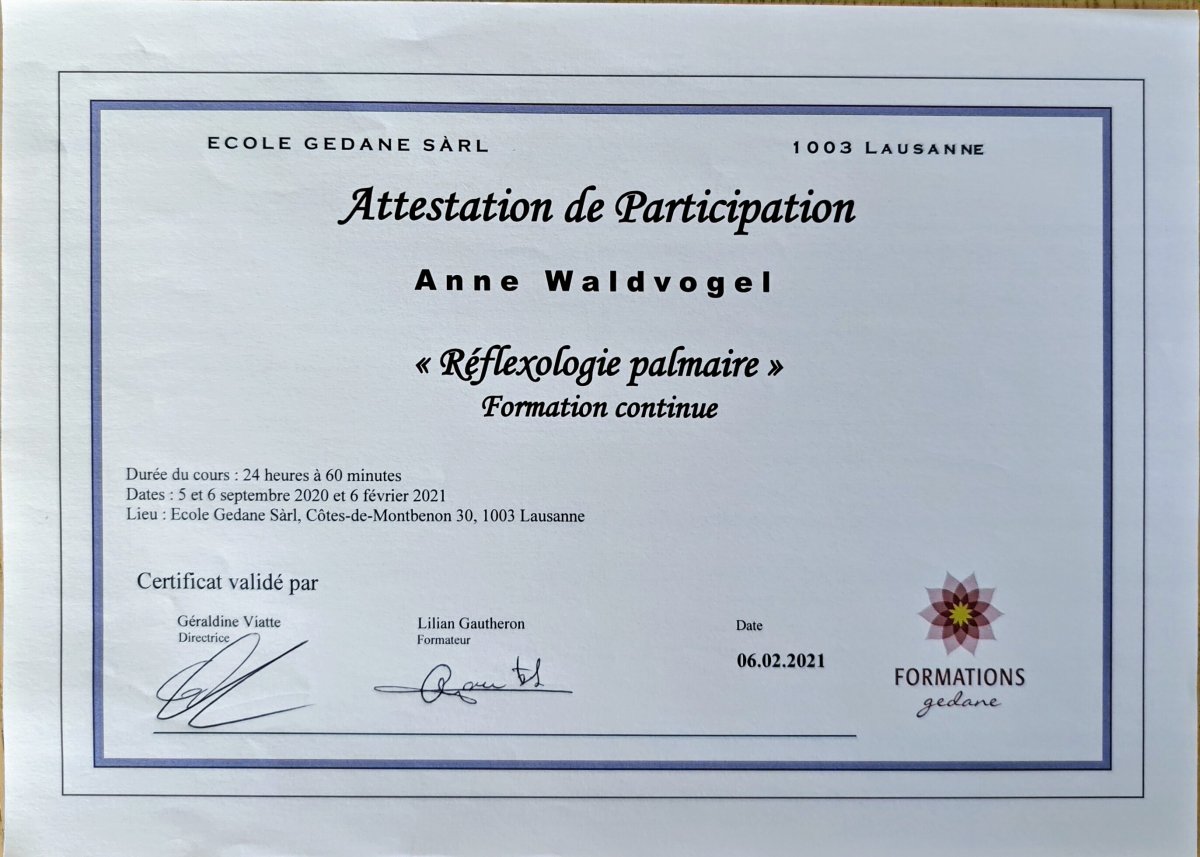 ECOLE GEDANE SÀRL 1003 LAUSANNE
Attestation de Participation
Anne Waldvogel
« Réflexologie palmaire »
Formation continue
Durée du cours : 24 heures à 60 minutes
Dates : 5 et 6 septembre 2020 et 6 février 2021
Lieu : Ecole Gedane Sàrl, Côtes-de-Montbenon 30, 1003 Lausanne
Certificat validé par
Géraldine Viatte
Directrice
Lilian Gautheron
Formateur
Date
06.02.2021
FORMATIONS
gedane